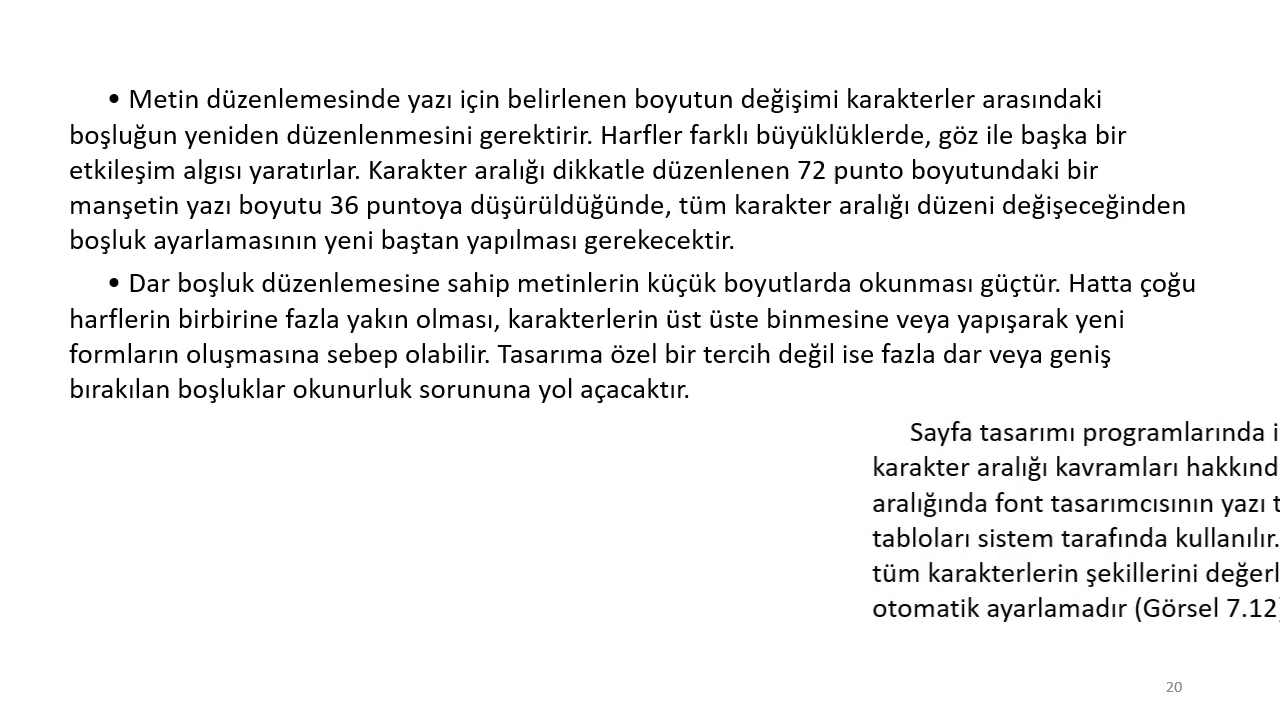 • Metin düzenlemesinde yazı için belirlenen boyutun değişimi karakterler arasındaki
boşluğun yeniden düzenlenmesini gerektirir. Harfler farklı büyüklüklerde, göz ile başka bir
etkileşim algısı yaratırlar. Karakter aralığı dikkatle düzenlenen 72 punto boyutundaki bir
manşetin yazı boyutu 36 puntoya düşürüldüğünde, tüm karakter aralığı düzeni değişeceğinden
boşluk ayarlamasının yeni baştan yapılması gerekecektir.
• Dar boşluk düzenlemesine sahip metinlerin küçük boyutlarda okunması güçtür. Hatta çoğu
harflerin birbirine fazla yakın olması, karakterlerin üst üste binmesine veya yapışarak yeni
formların oluşmasına sebep olabilir. Tasarıma özel bir tercih değil ise fazla dar veya geniş
bırakılan boşluklar okunurluk sorununa yol açacaktır.
Sayfa tasarımı programlarında
karakter aralığı kavramları
aralığında font tasarımcısının yazı
tabloları sistem tarafında kullanılır.
tüm karakterlerin şekillerini
otomatik ayarlamadır (Görsel 7.12)
20